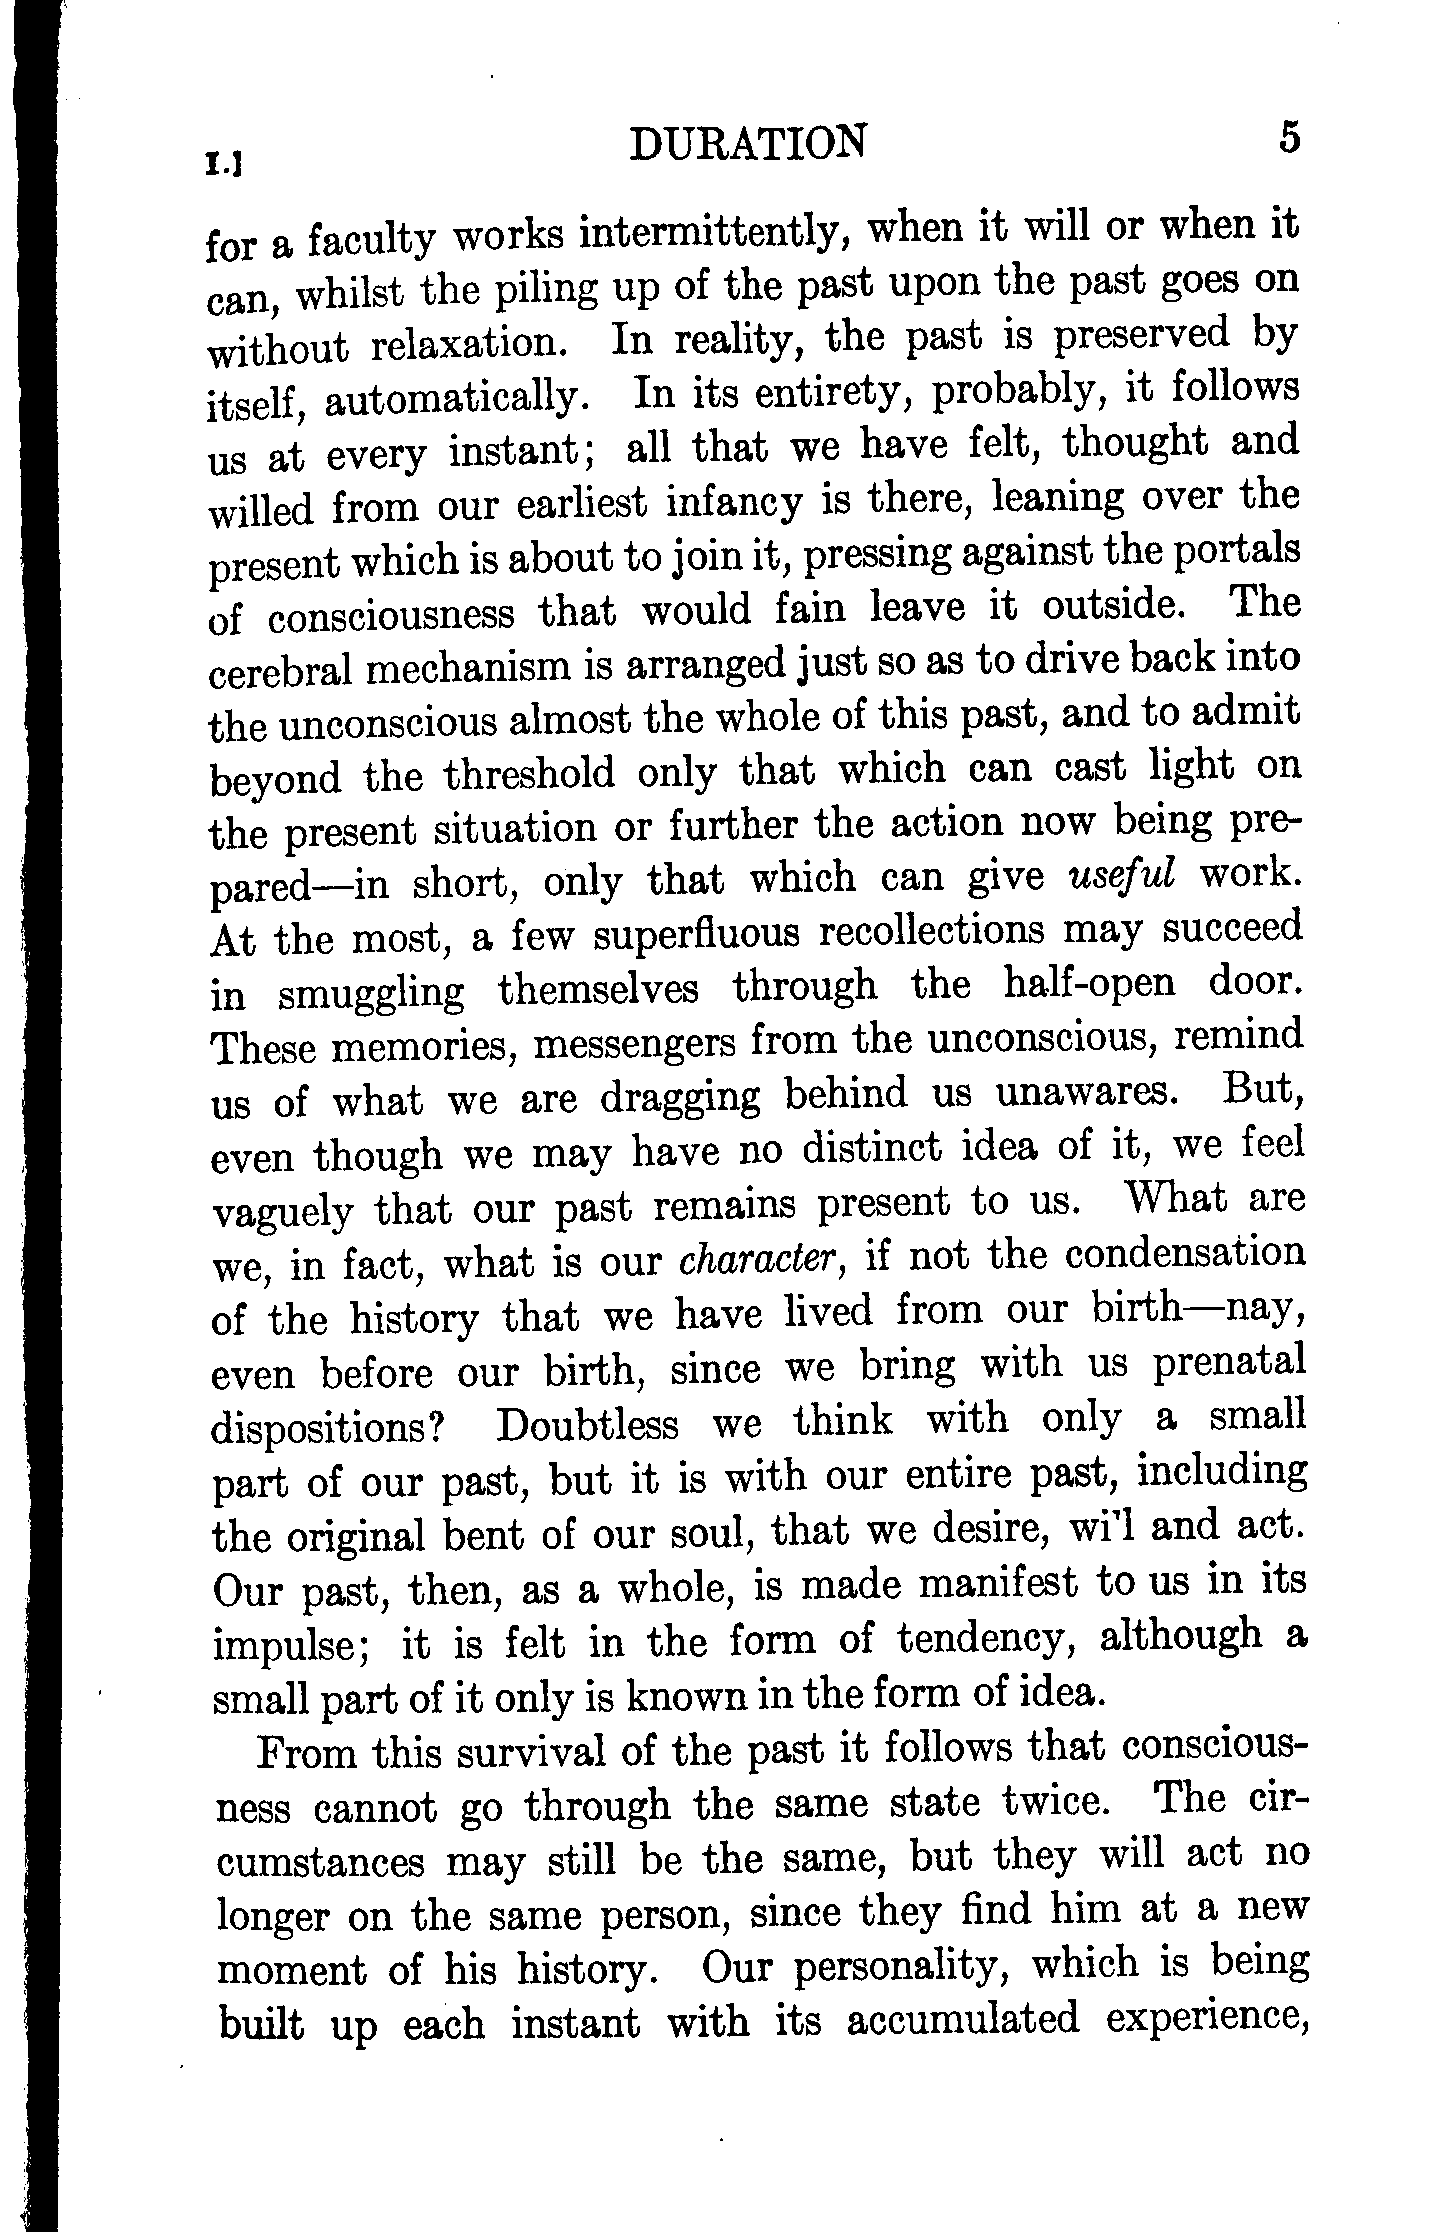 I.] DURATION 5
for a faculty works intermittently, when it will or when it
can, whilst the piling up of the past upon the past goes on
without relaxation. In reality, the past is preserved by
itself, automatically. In its entirety, probably, it follows
us at every instant; all that we have felt, thought and
willed from our earliest infancy is there, leaning over the
present which is about to join it, pressing against the portals
of consciousness that would fain leave it outside. The
cerebral mechanism is arranged just so as to drive back into
the unconscious almost the whole of this past, and to admit
beyond the threshold only that which can cast light on
the present situation or further the action now being pre-
pared—in short, only that which can give useful work.
At the most, a few superfluous recollections may succeed
in smuggling themselves through the half-open door.
These memories, messengers from the unconscious, remind
us of what we are dragging behind us unawares. But,
even though we may have no distinct idea of it, we feel
vaguely that our past remains present to us. What are
we, in fact, what is our character, if not the condensation
of the history that we have lived from our birth—nay,
even before our birth, since we bring with us prenatal
dispositions? Doubtless we think with only a small
part of our past, but it is with our entire past, including
the original bent of our soul, that we desire, will and act.
Our past, then, as a whole, is made manifest to us in its
impulse; it is felt in the form of tendency, although a
small part of it only is known in the form of idea.
From this survival of the past it follows that conscious-
ness cannot go through the same state twice. The cir-
cumstances may still be the same, but they will act no
longer on the same person, since they find him at a new
moment of his history. Our personality, which is being
built up each instant with its accumulated experience,